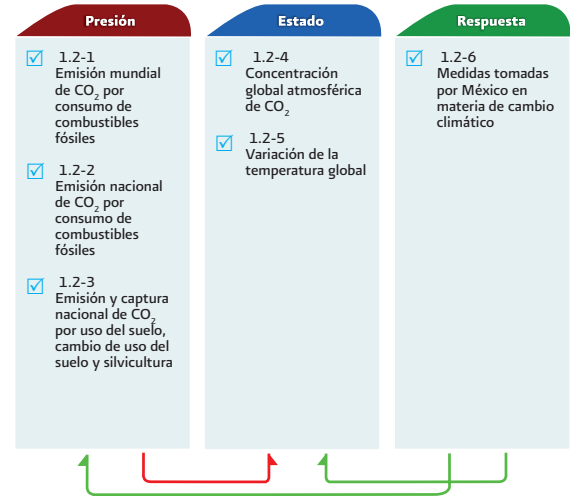 Presión
1.2-1
Emisión mundial
de CO2 por
consumo de
combustibles
fósiles
1.2-2
Emisión nacional
de CO2 por
consumo de
combustibles
fósiles
1.2-3
Emisión y captura
nacional de CO2
por uso del suelo,
cambio de uso del
suelo y silvicultura
Estado
1.2-4
Concentración
global atmosférica
de CO2
1.2-5
Variación de la
temperatura global
Respuesta
1.2-6
Medidas tomadas
por México en
materia de cambio
climático